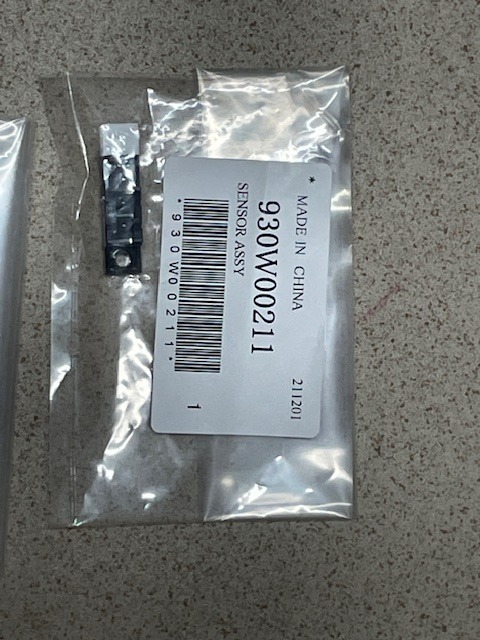 * MADE IN CHINA 211201
930W00211
SENSOR ASSY
*930W00211* 1